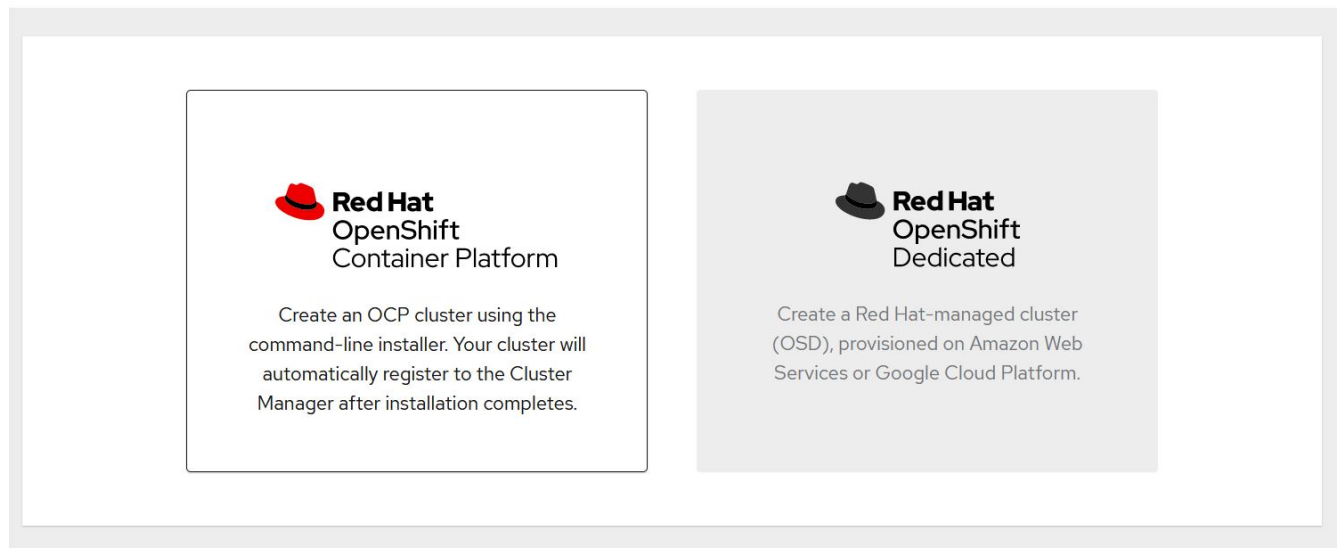 Red Hat
OpenShift
Container Platform
Create an OCP cluster using the
command-line installer. Your cluster will
automatically register to the Cluster
Manager after installation completes.
Red Hat
OpenShift
Dedicated
Create a Red Hat-managed cluster
(OSD), provisioned on Amazon Web
Services or Google Cloud Platform.